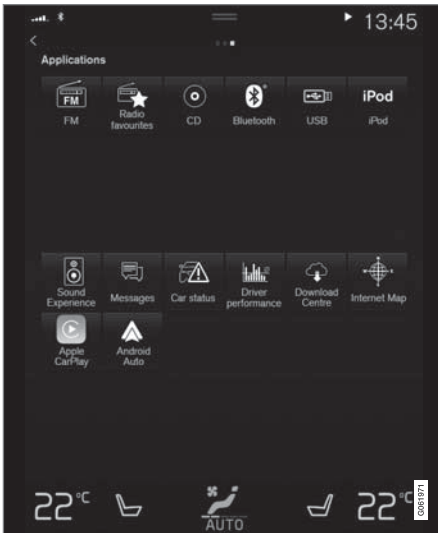 13:45
Applications
FM
iPod
FM
Radio
favourites
CD
Bluetooth
USB
iPod
Sound
Experience
Messages
Car status
Driver
performance
Download
Centre
Internet Map
Apple
CarPlay
Android
Auto
22°C
AUTO
22°C
G061971